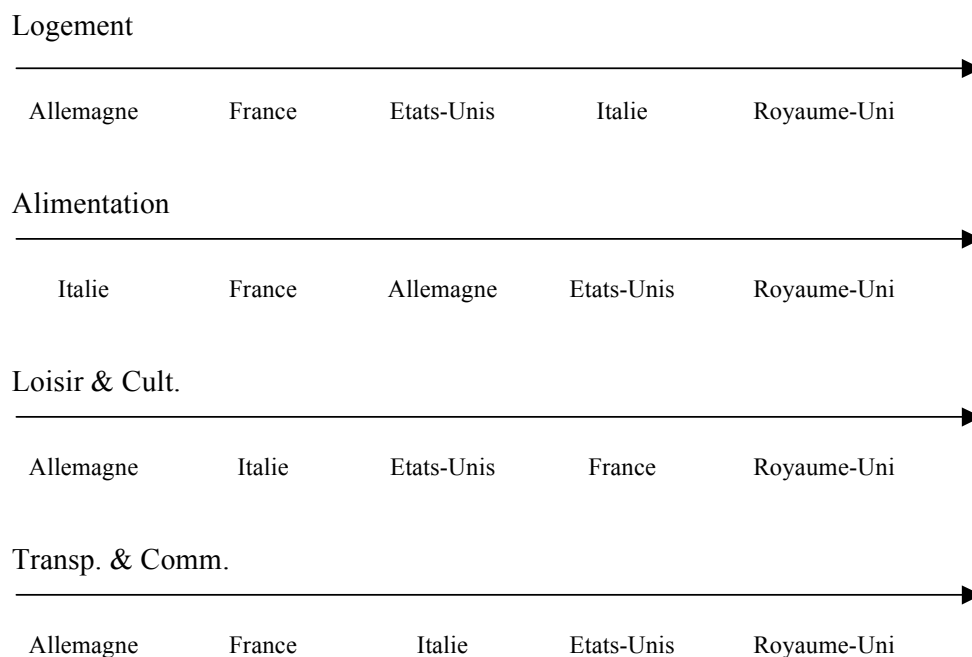 Logement
Allemagne France Etats-Unis Italie Royaume-Uni
Alimentation
Italie France Allemagne Etats-Unis Royaume-Uni
Loisir & Cult.
Allemagne Italie Etats-Unis France Royaume-Uni
Transp. & Comm.
Allemagne France Italie Etats-Unis Royaume-Uni